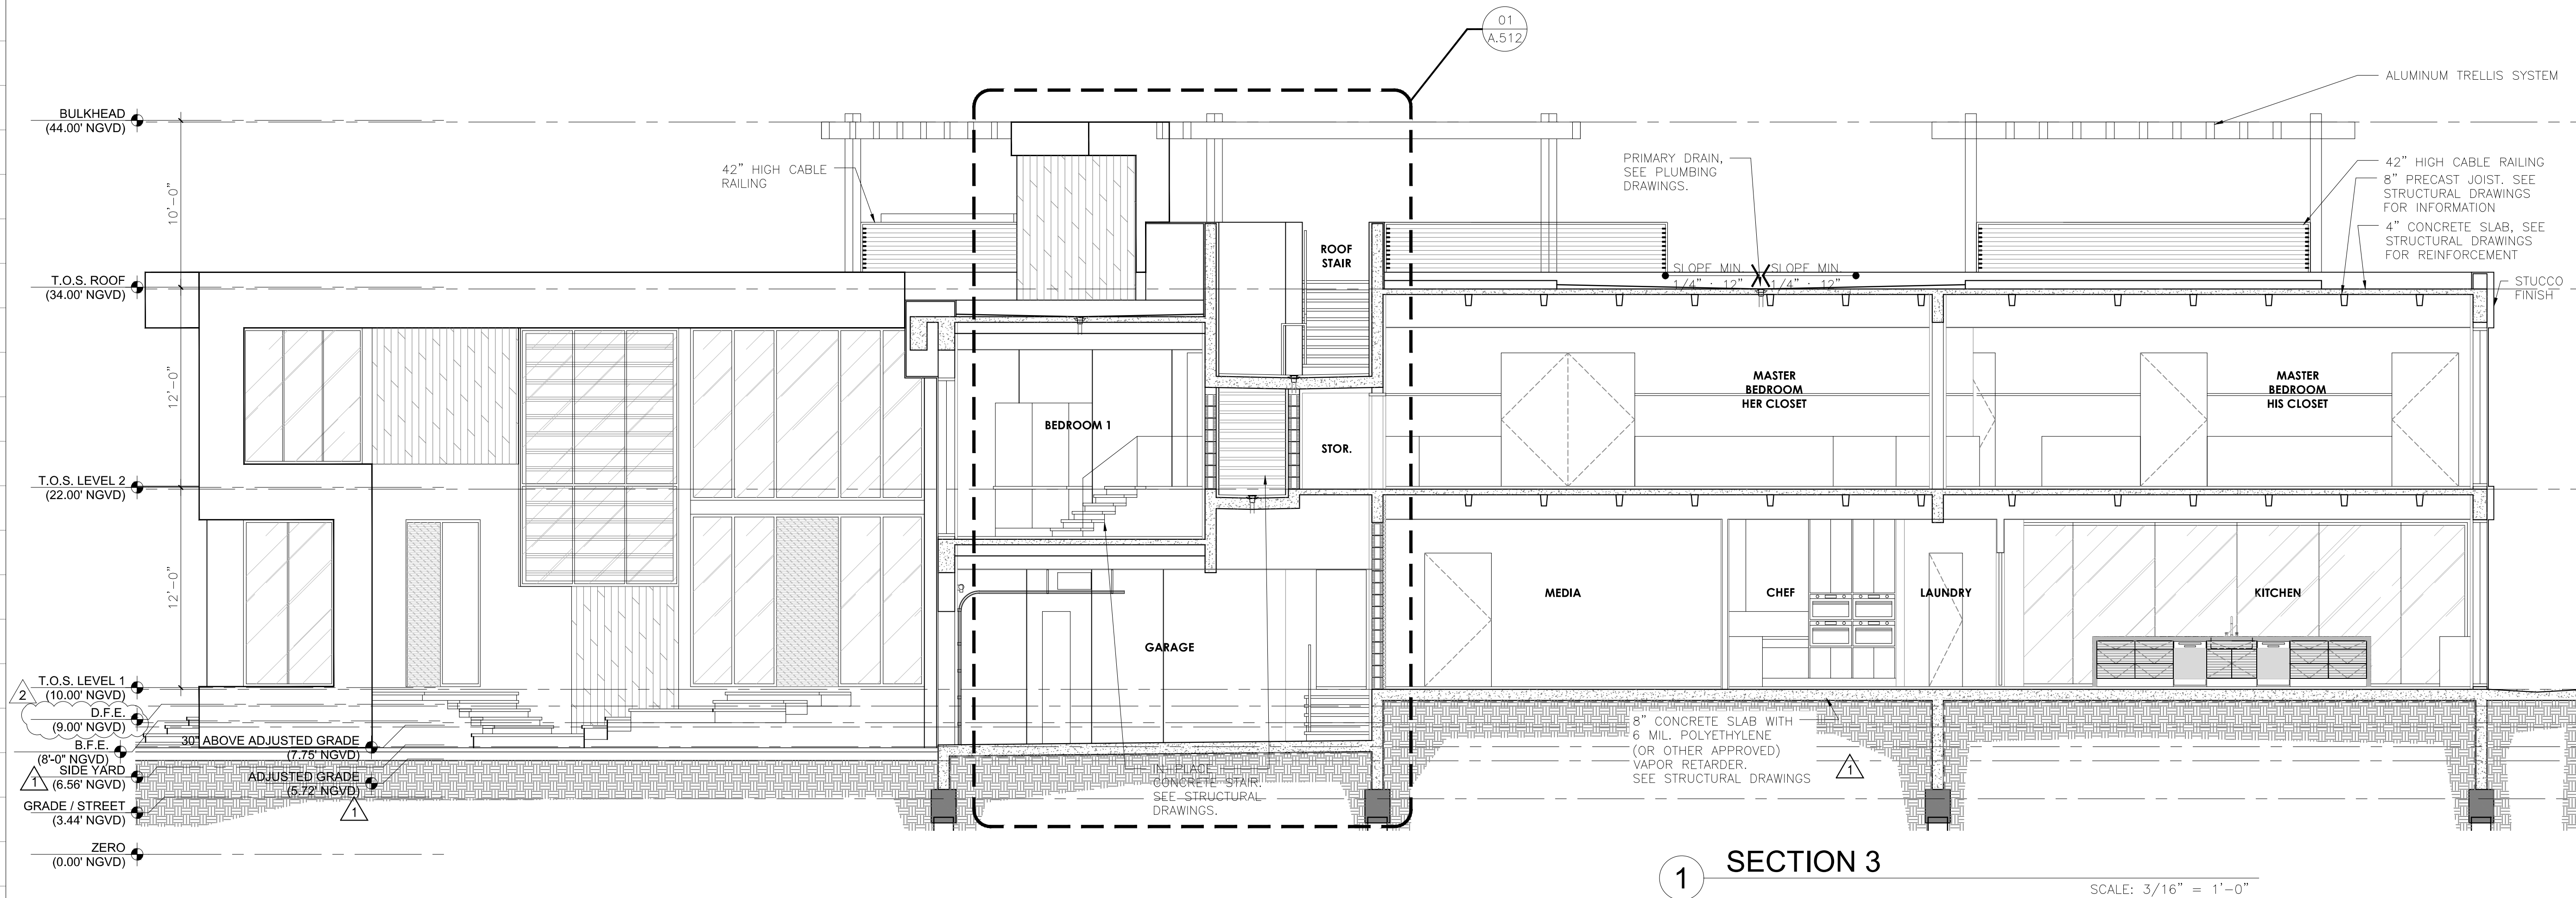 01
A.512
ALUMINUM TRELLIS SYSTEM
BULKHEAD
(44.00' NGVD)
42" HIGH CABLE
RAILING
PRIMARY DRAIN,
SEE PLUMBING
DRAWINGS.
42" HIGH CABLE RAILING
8" PRECAST JOIST. SEE
STRUCTURAL DRAWINGS
FOR INFORMATION
4" CONCRETE SLAB, SEE
STRUCTURAL DRAWINGS
FOR REINFORCEMENT
10'-0"
ROOF
STAIR
SLOPE MIN.
1/4" : 12"
SLOPE MIN.
1/4" : 12"
STUCCO
FINISH
T.O.S. ROOF
(34.00' NGVD)
12'-0"
BEDROOM 1
STOR.
MASTER
BEDROOM
HER CLOSET
MASTER
BEDROOM
HIS CLOSET
T.O.S. LEVEL 2
(22.00' NGVD)
12'-0"
GARAGE
MEDIA
CHEF
LAUNDRY
KITCHEN
T.O.S. LEVEL 1
(10.00' NGVD)
2
D.F.E.
(9.00' NGVD)
B.F.E.
(8'-0" NGVD)
30" ABOVE ADJUSTED GRADE
(7.75' NGVD)
SIDE YARD
(6.56' NGVD)
1
ADJUSTED GRADE
(5.72' NGVD)
1
GRADE / STREET
(3.44' NGVD)
ZERO
(0.00' NGVD)
IN-PLACE
CONCRETE STAIR.
SEE STRUCTURAL
DRAWINGS.
8" CONCRETE SLAB WITH
6 MIL. POLYETHYLENE
(OR OTHER APPROVED)
VAPOR RETARDER.
SEE STRUCTURAL DRAWINGS
1
1
SECTION 3
SCALE: 3/16" = 1'-0"